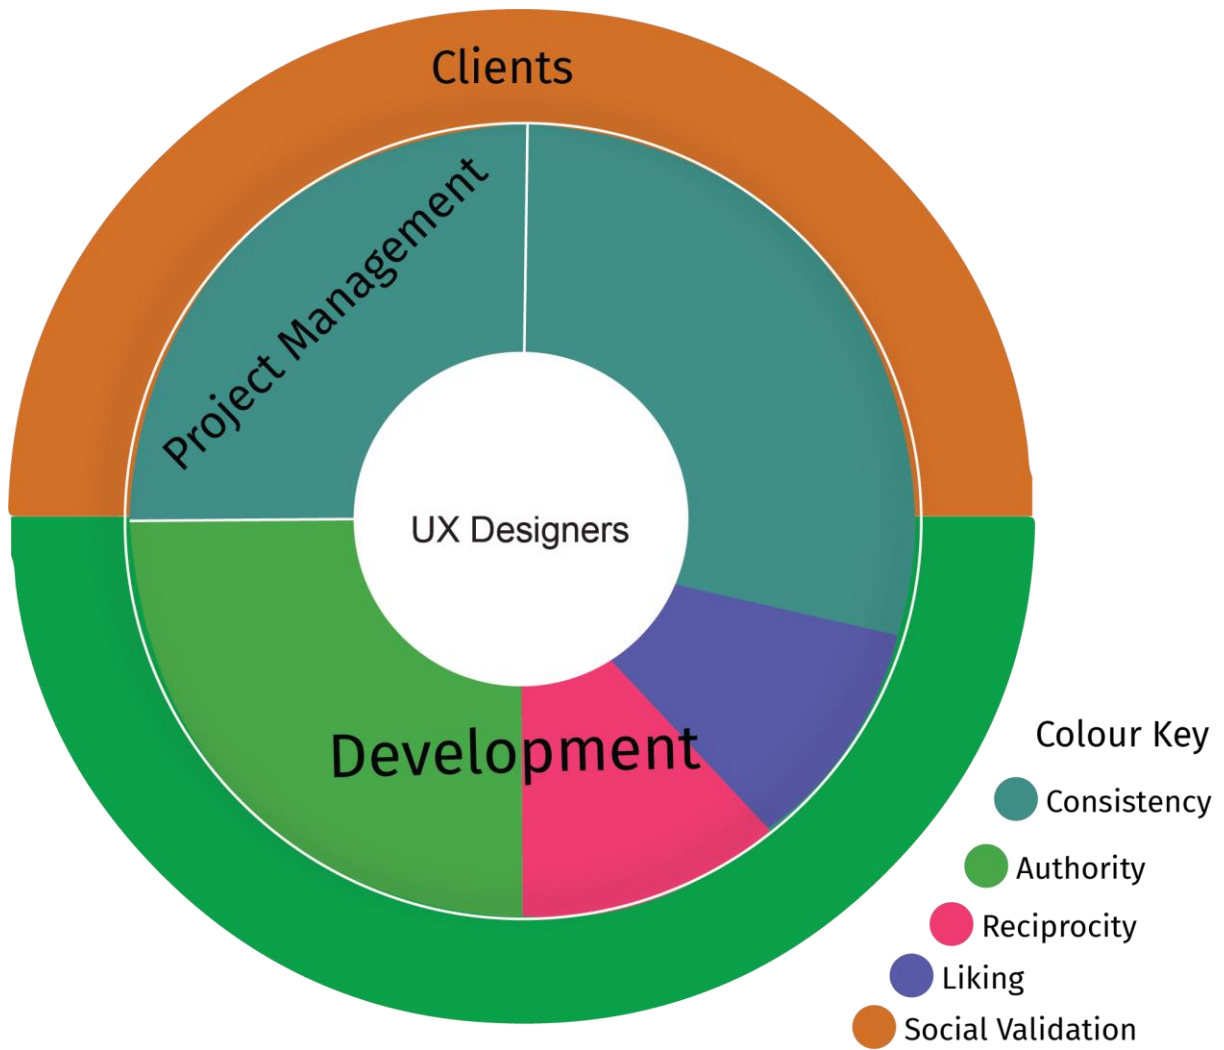 Clients
Project Management
UX Designers
Development
Colour Key
Consistency
Authority
Reciprocity
Liking
Social Validation